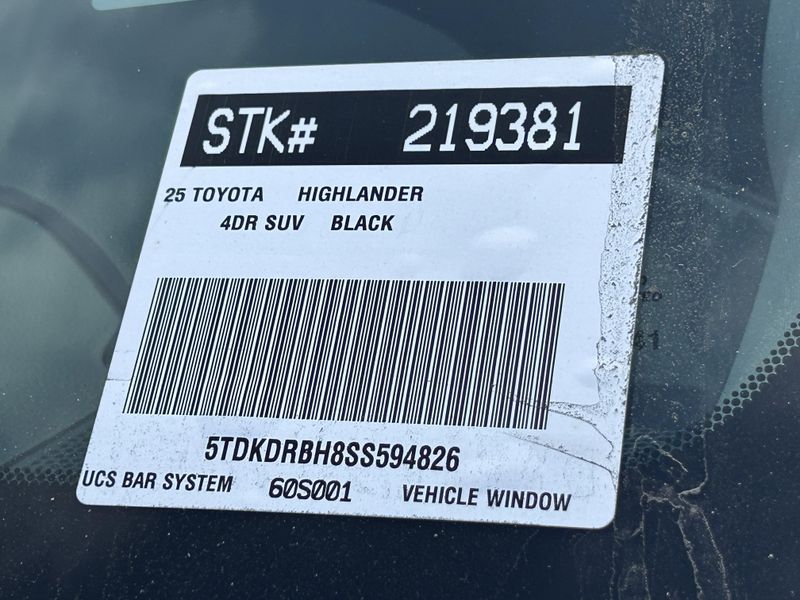 STK# 219381
25 TOYOTA HIGHLANDER
4DR SUV BLACK
5TDKDRBH8SS594826
UCS BAR SYSTEM 60S001 VEHICLE WINDOW